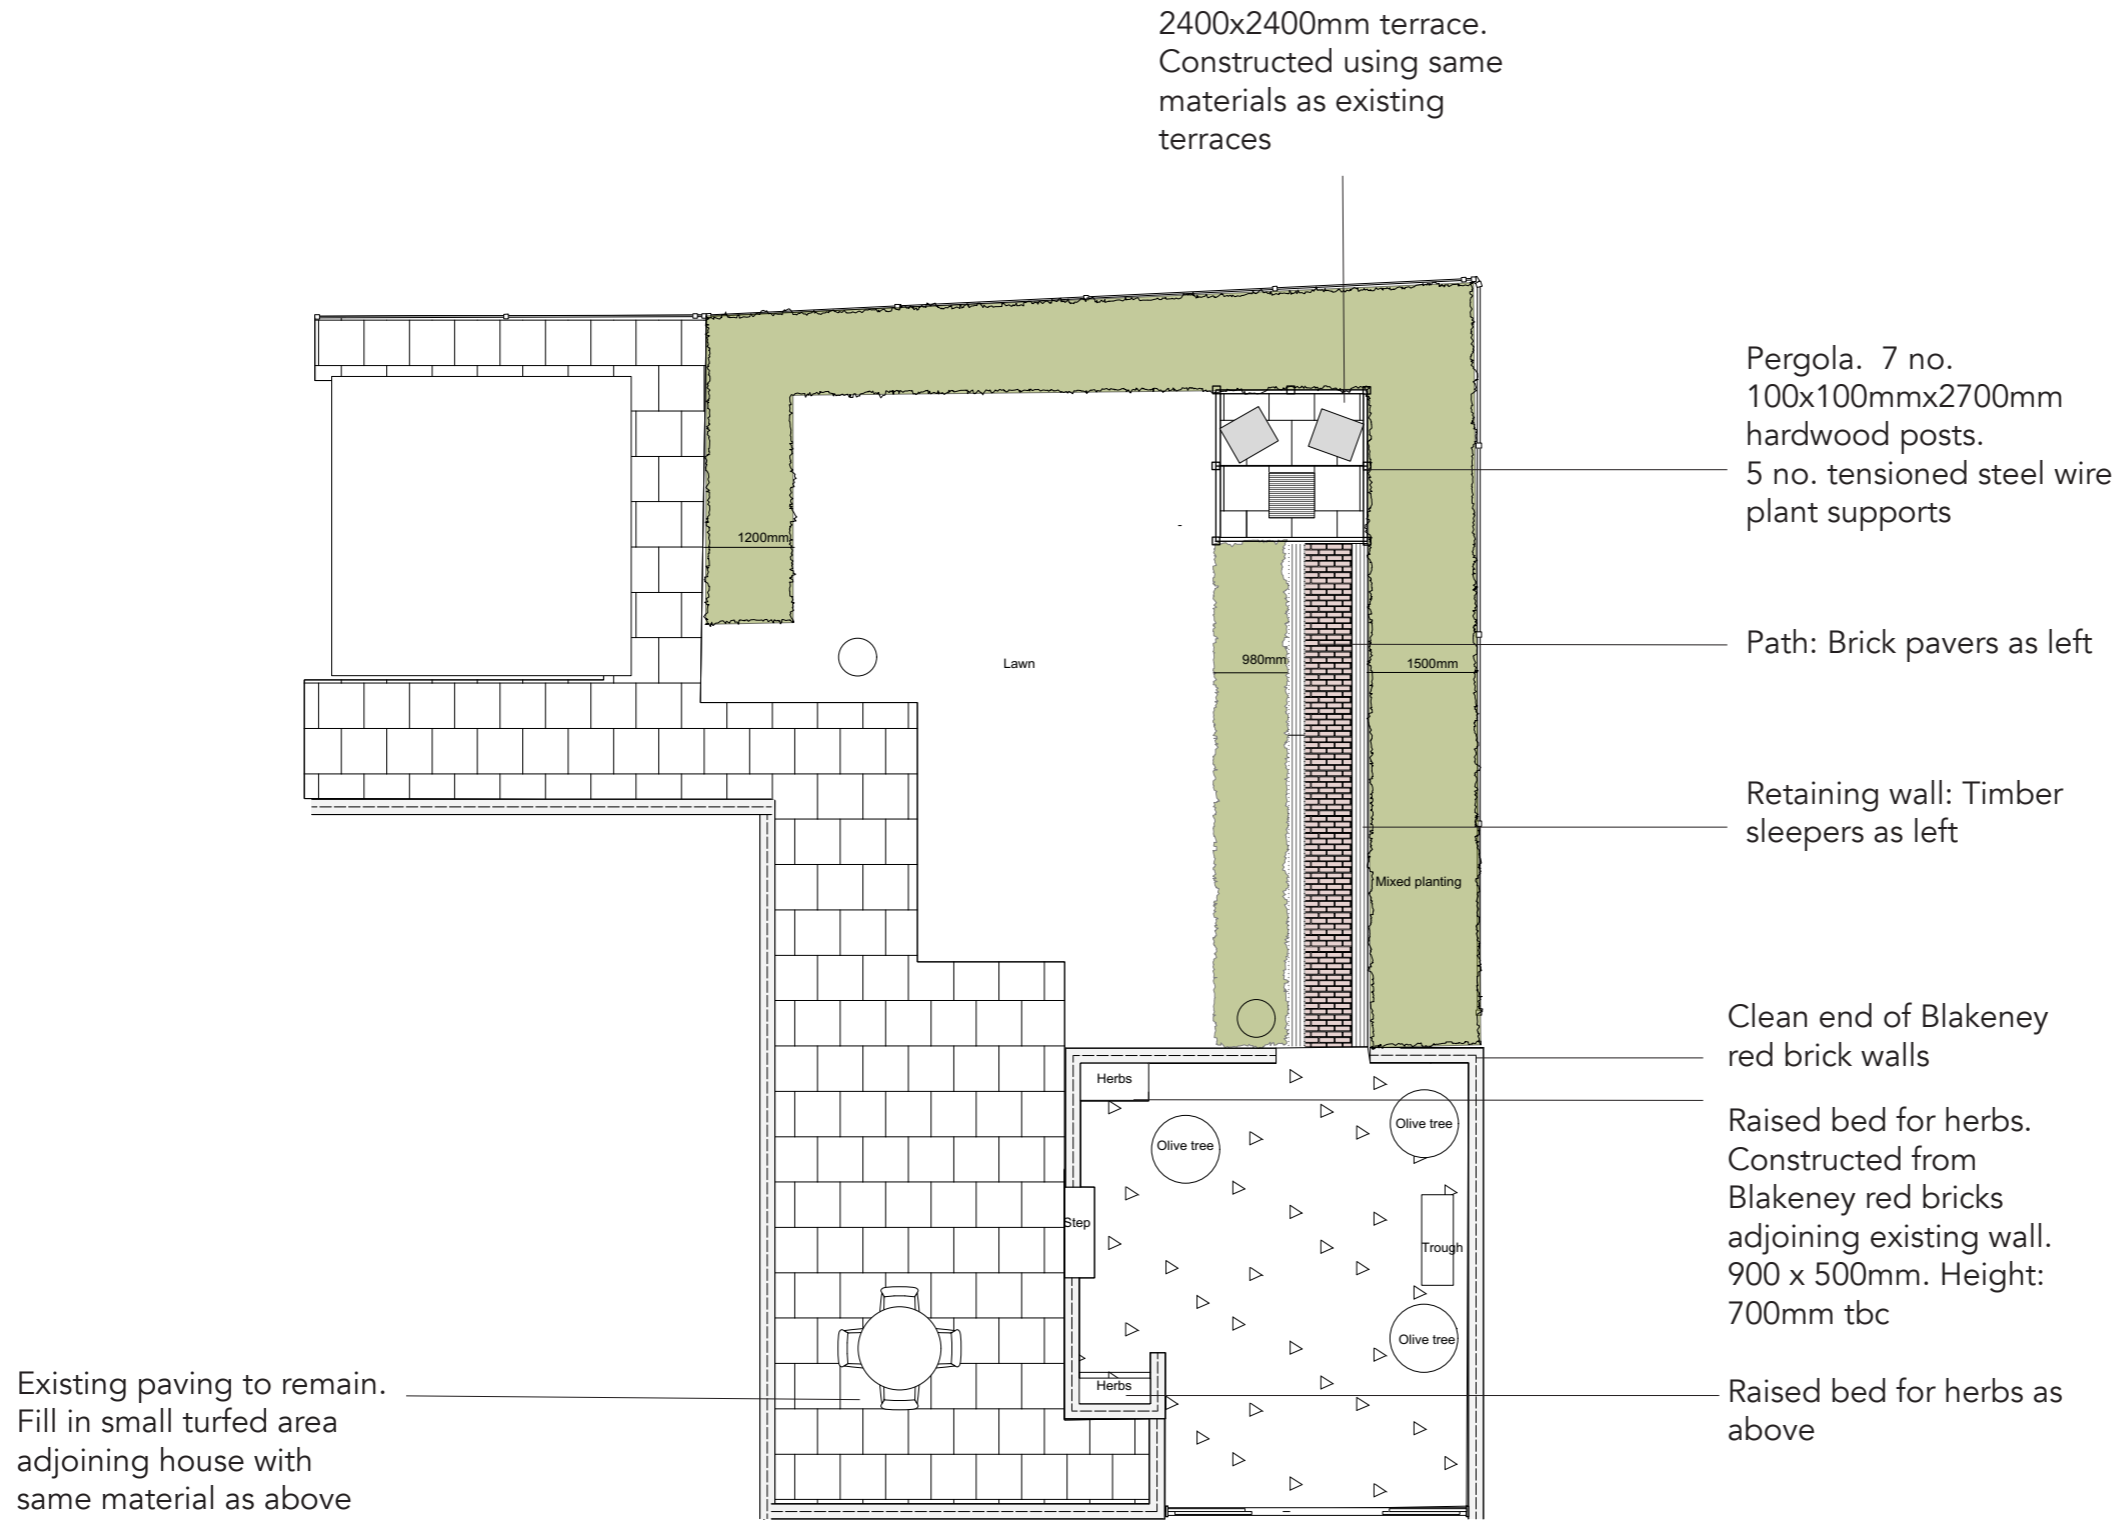 2400x2400mm terrace.
Constructed using same
materials as existing
terraces
Pergola.  7 no.
100x100mmx2700mm
hardwood posts.
5 no. tensioned steel wire
plant supports
1200mm
Path: Brick pavers as left
Lawn
980mm
1500mm
Retaining wall: Timber
sleepers as left
Mixed planting
Clean end of Blakeney
red brick walls
Herbs
Raised bed for herbs.
Constructed from
Blakeney red bricks
adjoining existing wall.
900 x 500mm. Height:
700mm tbc
Olive tree
Olive tree
Step
Trough
Olive tree
Existing paving to remain.
Fill in small turfed area
adjoining house with
same material as above
Herbs
Raised bed for herbs as
above